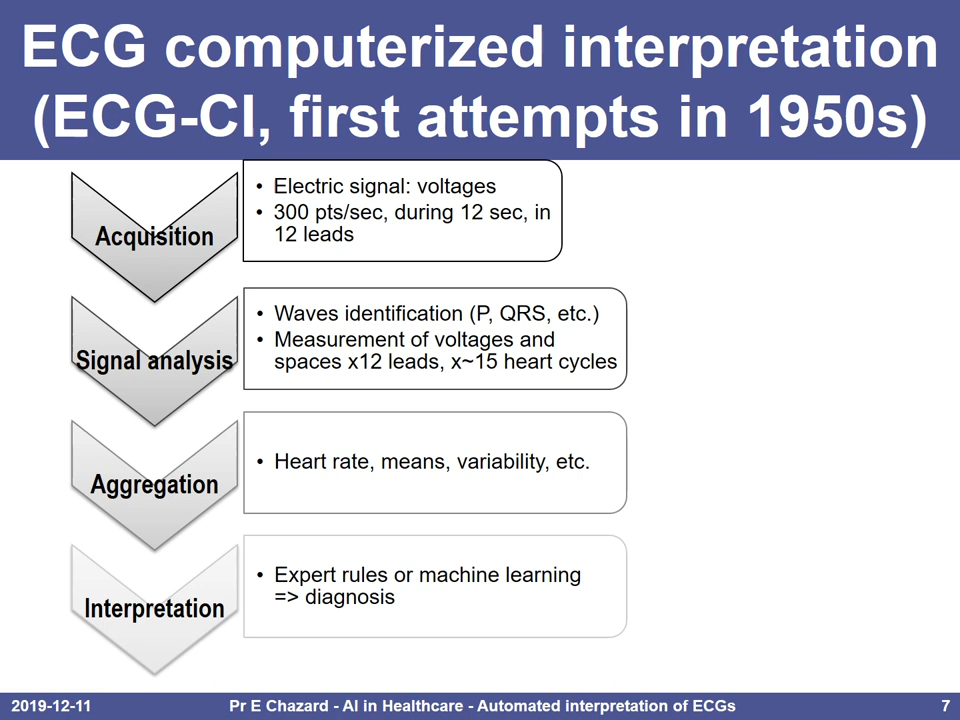 ECG computerized interpretation
(ECG-CI, first attempts in 1950s)
Acquisition
• Electric signal: voltages
• 300 pts/sec, during 12 sec, in
12 leads
Signal analysis
• Waves identification (P, QRS, etc.)
• Measurement of voltages and
spaces x12 leads, x~15 heart cycles
Aggregation
• Heart rate, means, variability, etc.
Interpretation
• Expert rules or machine learning
=> diagnosis
2019-12-11 Pr E Chazard - AI in Healthcare - Automated interpretation of ECGs 7